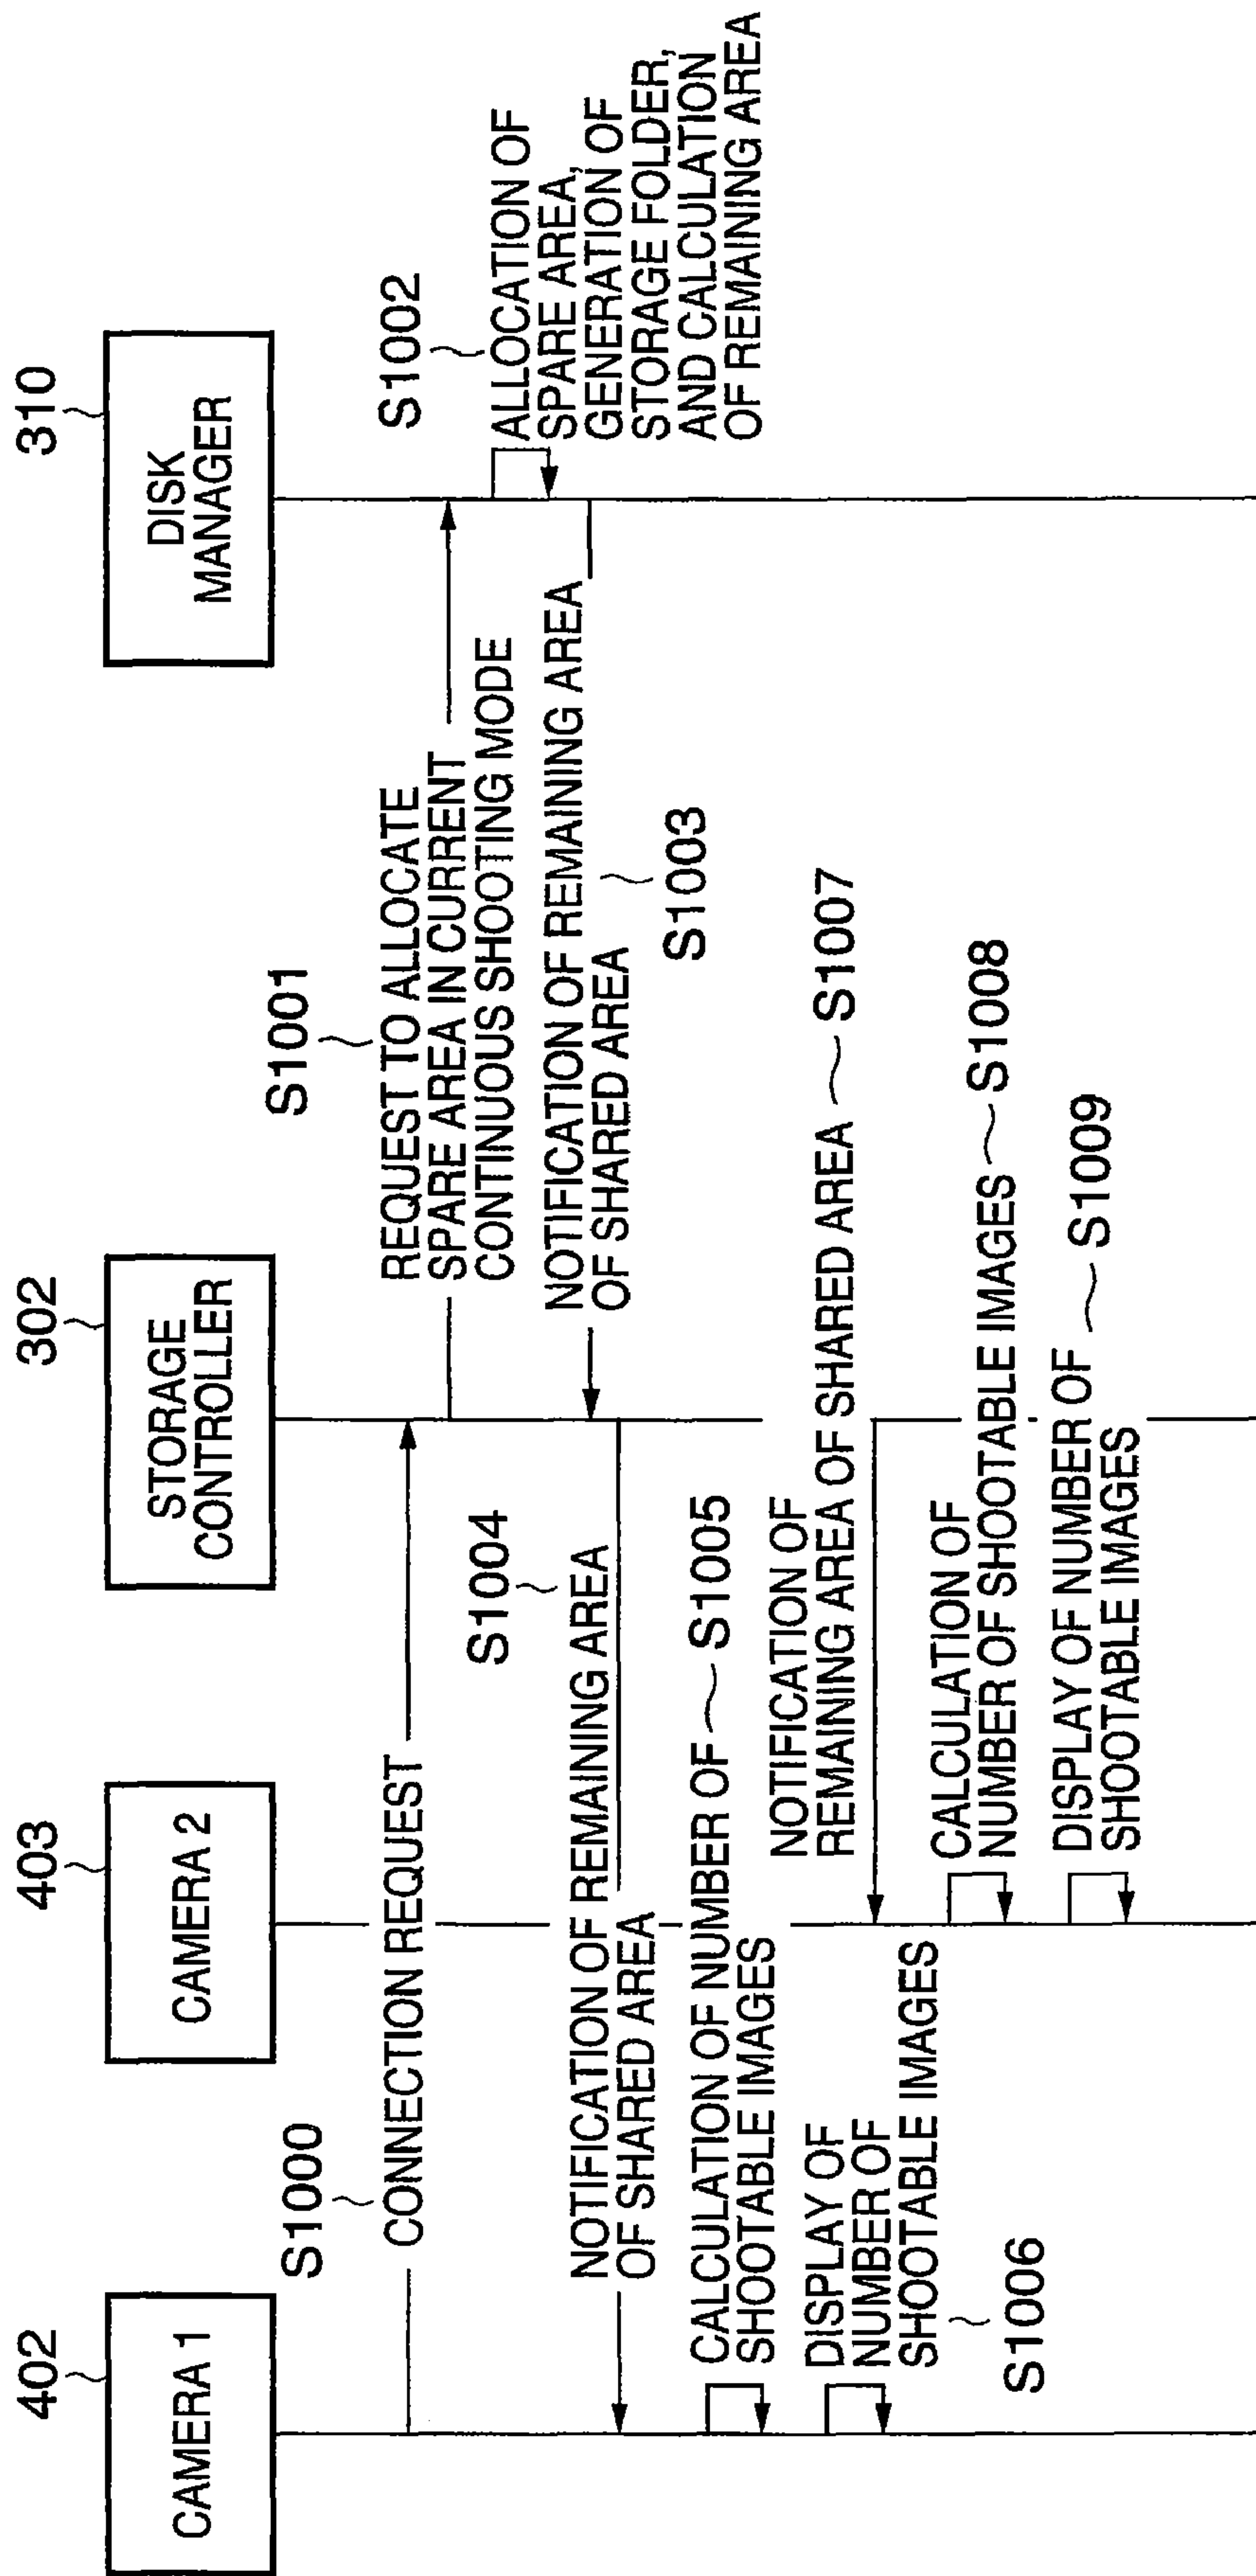 402
CAMERA 1
403
CAMERA 2
302
STORAGE
CONTROLLER
310
DISK
MANAGER
S1000
CONNECTION REQUEST
S1001
REQUEST TO ALLOCATE
SPARE AREA IN CURRENT
CONTINUOUS SHOOTING MODE
S1002
ALLOCATION OF
SPARE AREA,
GENERATION OF
STORAGE FOLDER,
AND CALCULATION
OF REMAINING AREA
NOTIFICATION OF REMAINING AREA
OF SHARED AREA
S1003
S1004
NOTIFICATION OF REMAINING AREA
OF SHARED AREA
CALCULATION OF NUMBER OF S1005
SHOOTABLE IMAGES
DISPLAY OF
NUMBER OF
SHOOTABLE IMAGES
S1006
NOTIFICATION OF
REMAINING AREA OF SHARED AREA S1007
CALCULATION OF
NUMBER OF SHOOTABLE IMAGES S1008
DISPLAY OF NUMBER OF S1009
SHOOTABLE IMAGES